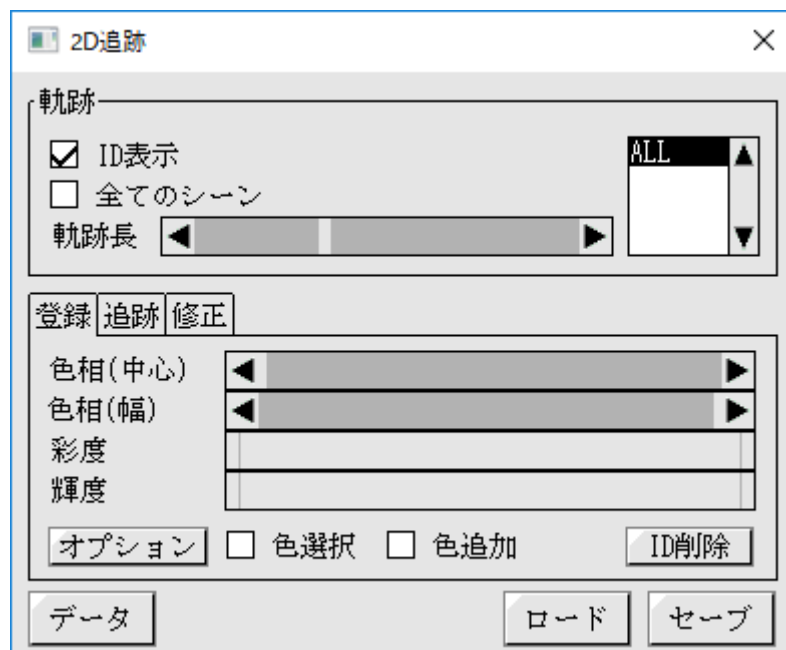 2D追跡
軌跡
ID表示
ALL
全てのシーン
軌跡長
登録 追跡 修正
色相(中心)
色相(幅)
彩度
輝度
オプション 色選択 色追加 ID削除
データ ロード セーブ